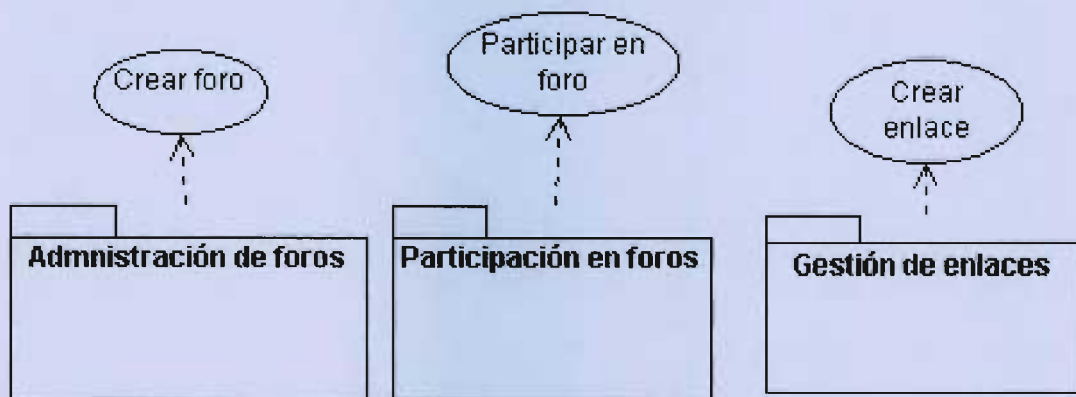 Crear foro
Participar en
foro
Crear
enlace
Admnistración de foros
Participación en foros
Gestión de enlaces